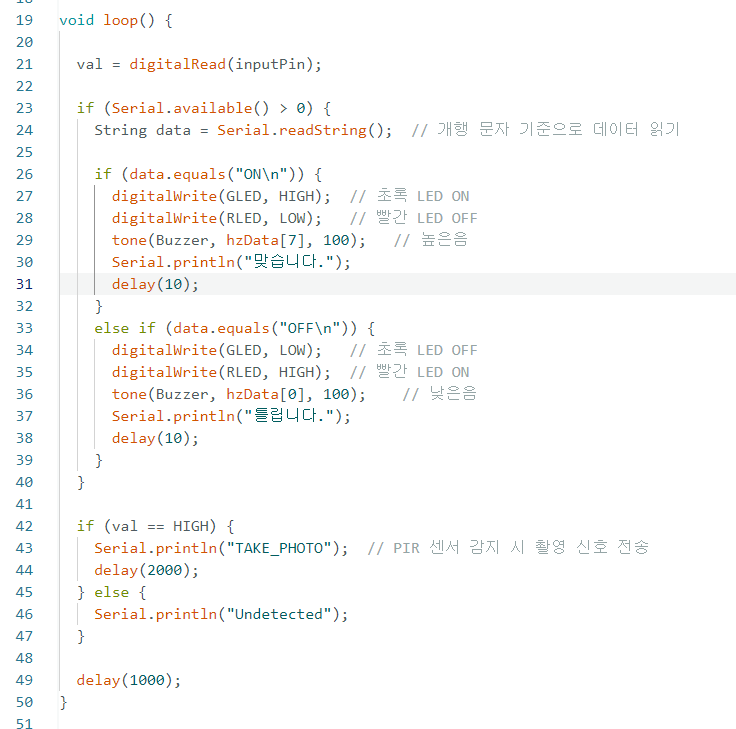 19 void loop() {
20
21 val = digitalRead(inputPin);
22
23 if (Serial.available() > 0) {
24 String data = Serial.readString();  // 개행 문자 기준으로 데이터 읽기
25
26 if (data.equals("ON\n")) {
27 digitalWrite(GLED, HIGH);  // 초록 LED ON
28 digitalWrite(RLED, LOW);   // 빨간 LED OFF
29 tone(Buzzer, hzData[7], 100);   // 높은음
30 Serial.println("맞습니다.");
31 delay(10);
32 }
33 else if (data.equals("OFF\n")) {
34 digitalWrite(GLED, LOW);   // 초록 LED OFF
35 digitalWrite(RLED, HIGH);  // 빨간 LED ON
36 tone(Buzzer, hzData[0], 100);    // 낮은음
37 Serial.println("틀립니다.");
38 delay(10);
39 }
40 }
41
42 if (val == HIGH) {
43 Serial.println("TAKE_PHOTO");  // PIR 센서 감지 시 촬영 신호 전송
44 delay(2000);
45 } else {
46 Serial.println("Undetected");
47 }
48
49 delay(1000);
50 }
51